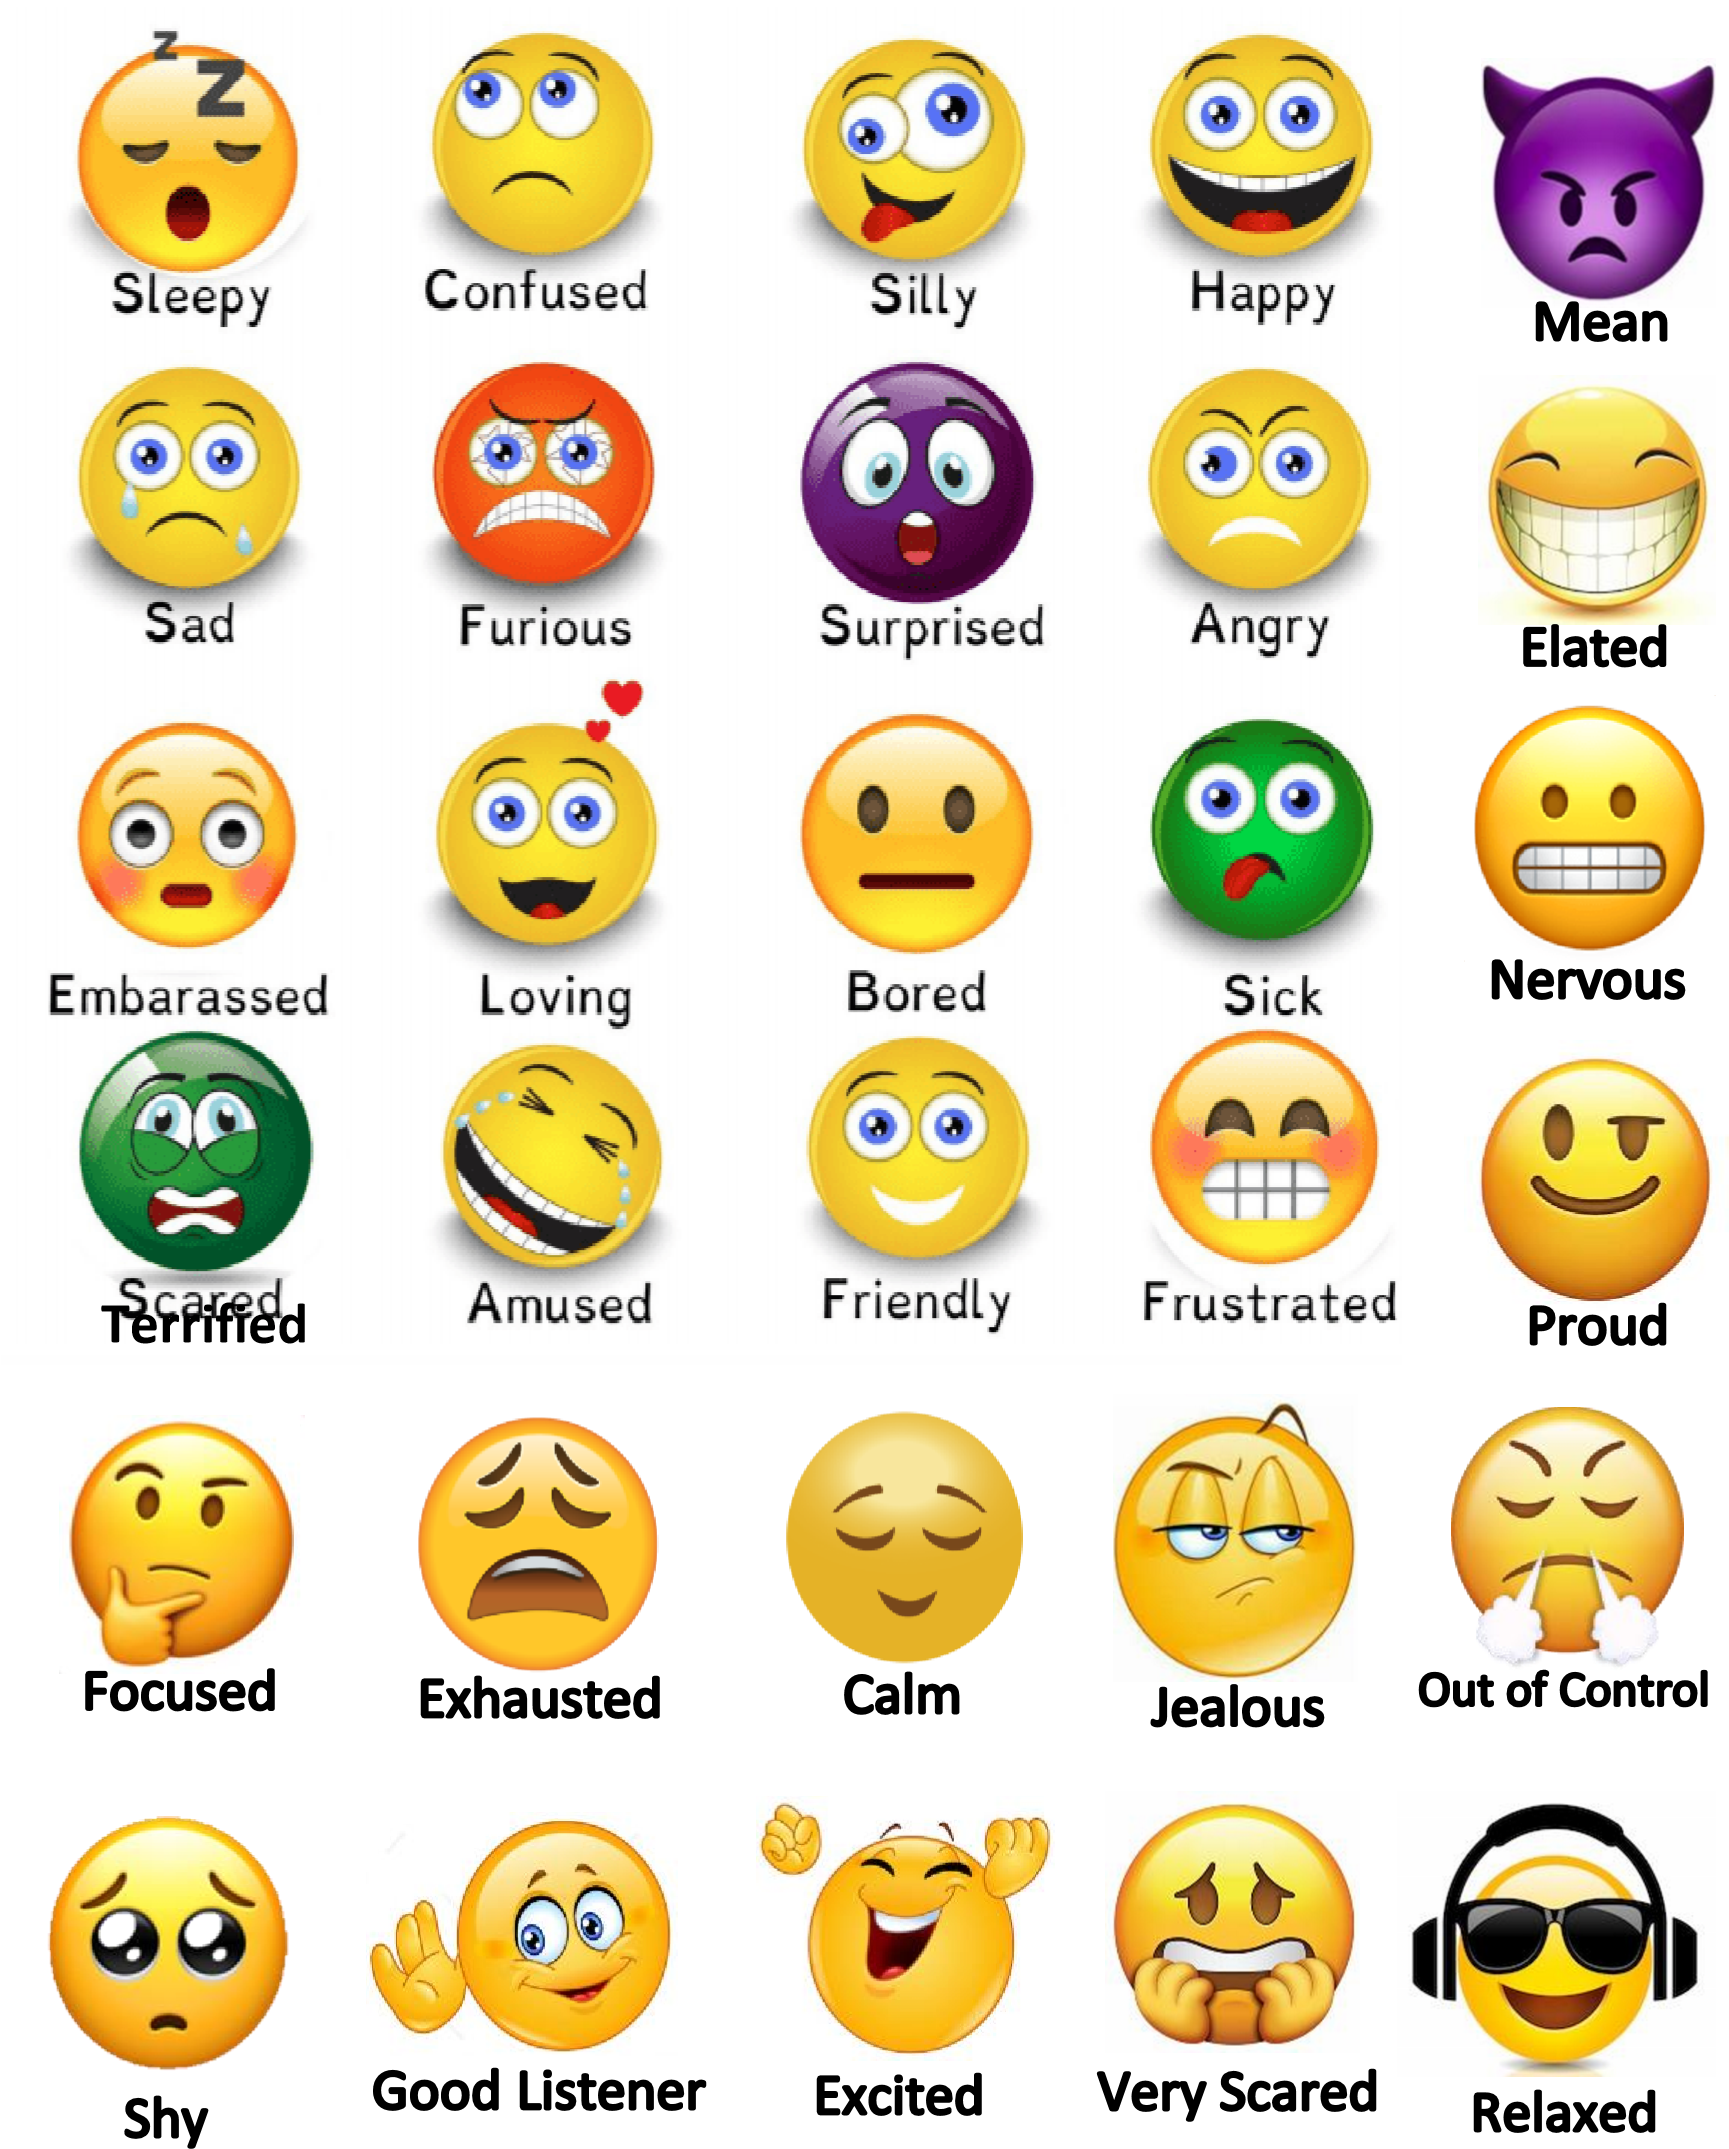 z
Z
Sleepy Confused Silly Happy Mean
Sad Furious Surprised Angry Elated
Embarassed Loving Bored Sick Nervous
Scared
Terrified Amused Friendly Frustrated Proud
Focused Exhausted Calm Jealous Out of Control
Shy Good Listener Excited Very Scared Relaxed